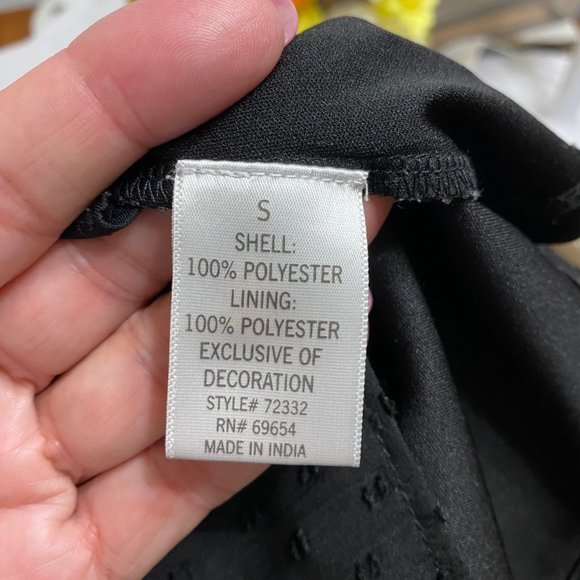 S
SHELL:
100% POLYESTER
LINING:
100% POLYESTER
EXCLUSIVE OF
DECORATION
STYLE# 72332
RN# 69654
MADE IN INDIA